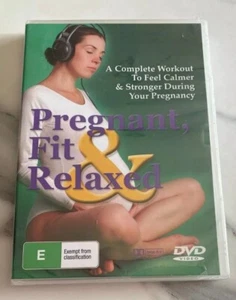 A Complete Workout
To Feel Calmer
& Stronger During
Your Pregnancy
Pregnant,
Fit &
Relaxed
E
Exempt from
classification
DVD
VIDEO